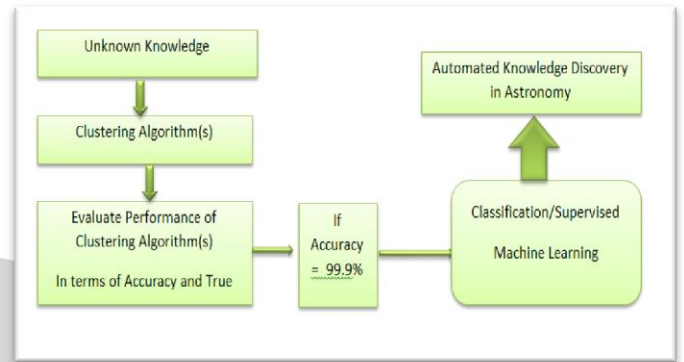 Unknown Knowledge
Clustering Algorithm(s)
Evaluate Performance of
Clustering Algorithm(s)
In terms of Accuracy and True
If
Accuracy
= 99.9%
Classification/Supervised
Machine Learning
Automated Knowledge Discovery
in Astronomy